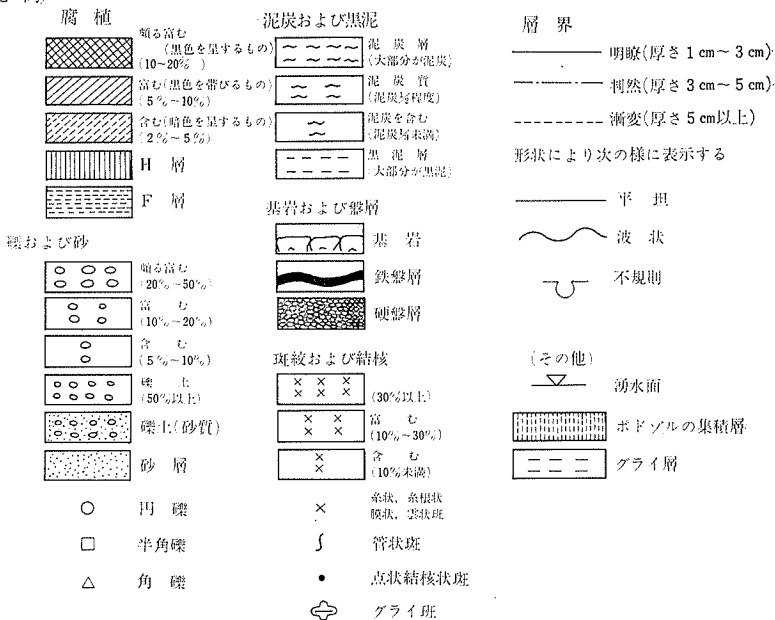 腐植
頗る富む
(黒色を呈するもの)
(10~20%)
富む(黒色を帯びるもの)
(5%~10%)
含む(暗色を呈するもの)
(2%~5%)
H 層
F 層
礫および砂
頗る富む
(20%~50%)
富む
(10%~20%)
含む
(5%~10%)
礫土
(50%以上)
礫土(砂質)
砂層
○ 円礫
□ 半角礫
△ 角礫
泥炭および黒泥
泥炭層
(大部分が泥炭)
泥炭質
(泥炭⅓程度)
泥炭を含む
(泥炭⅓未満)
黒泥層
(大部分が黒泥)
基岩および盤層
基岩
鉄盤層
硬盤層
斑紋および結核
(30%以上)
富む
(10%~30%)
含む
(10%未満)
× 糸状、糸根状
膜状、雲状斑
管状斑
● 点状結核状斑
グライ斑
層界
明瞭(厚さ1cm~3cm)
判然(厚さ3cm~5cm)
漸変(厚さ5cm以上)
形状により次の様に表示する
平坦
波状
不規則
(その他)
湧水面
ポドゾルの集積層
グライ層